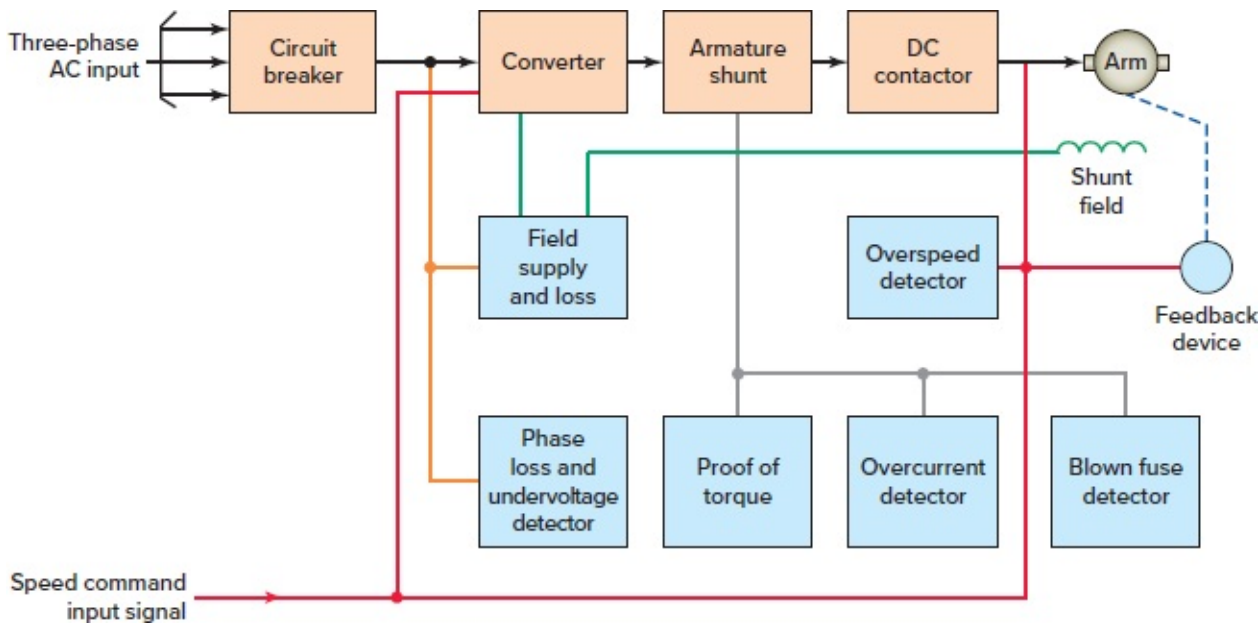 Three-phase
AC input
Circuit
breaker
Converter
Armature
shunt
DC
contactor
Arm
Shunt
field
Field
supply
and loss
Overspeed
detector
Feedback
device
Phase
loss and
undervoltage
detector
Proof of
torque
Overcurrent
detector
Blown fuse
detector
Speed command
input signal